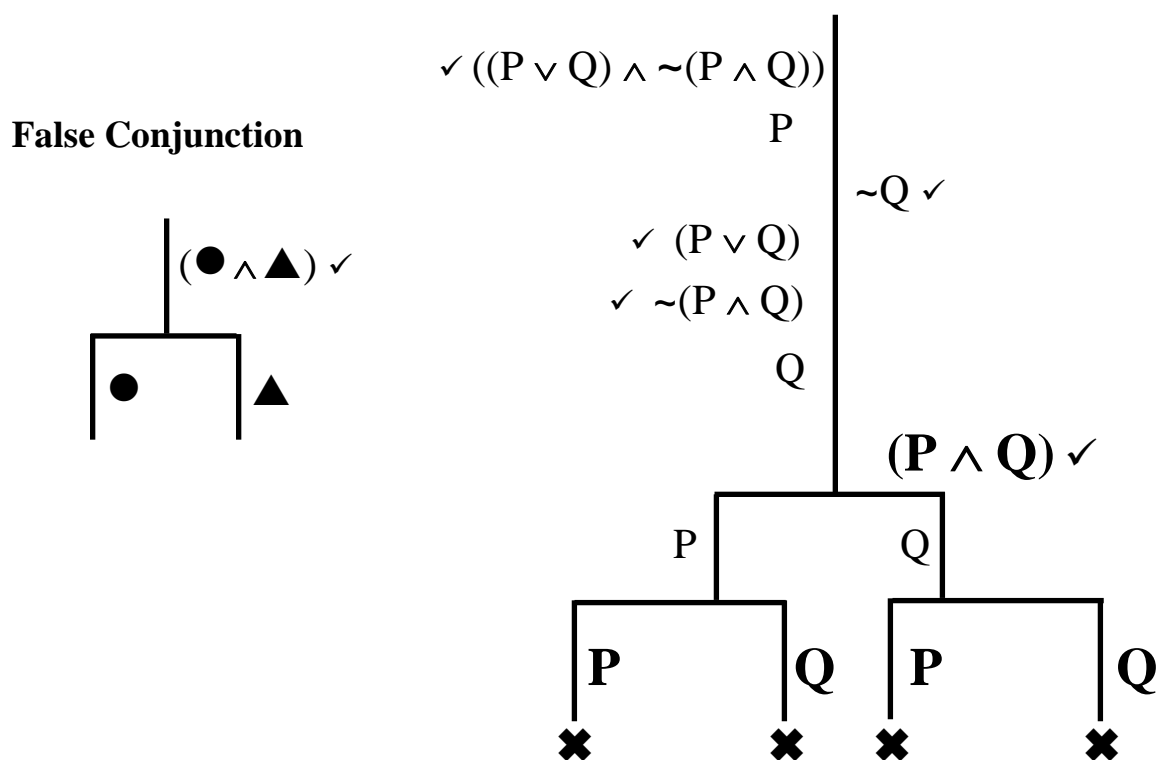 ✓ ((P ∨ Q) ∧ ~(P ∧ Q))
P
False Conjunction
~Q ✓
✓ (P ∨ Q)
(● ∧ ▲) ✓
✓ ~(P ∧ Q)
Q
● ▲
(P ∧ Q) ✓
P Q
P Q P Q
✖ ✖ ✖ ✖